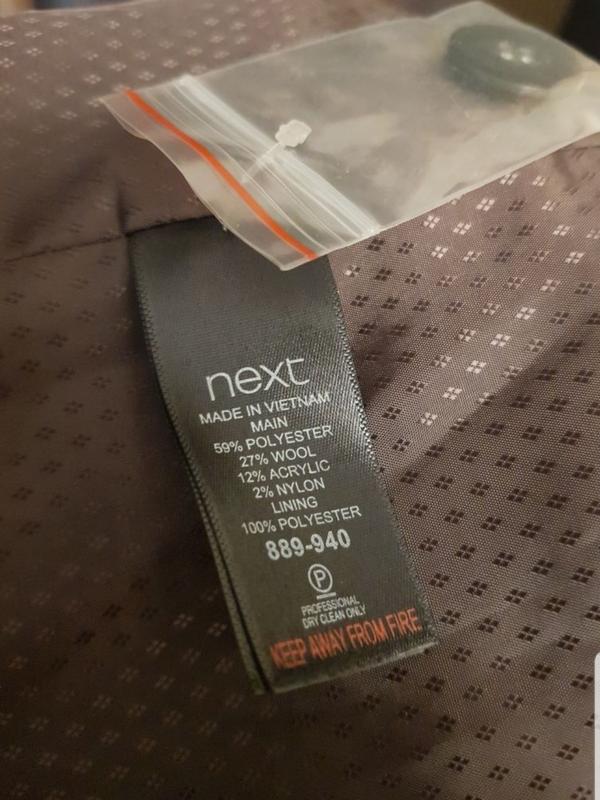 next
MADE IN VIETNAM
MAIN
59% POLYESTER
27% WOOL
12% ACRYLIC
2% NYLON
LINING
100% POLYESTER
889-940
P
PROFESSIONAL
DRY CLEAN ONLY
KEEP AWAY FROM FIRE